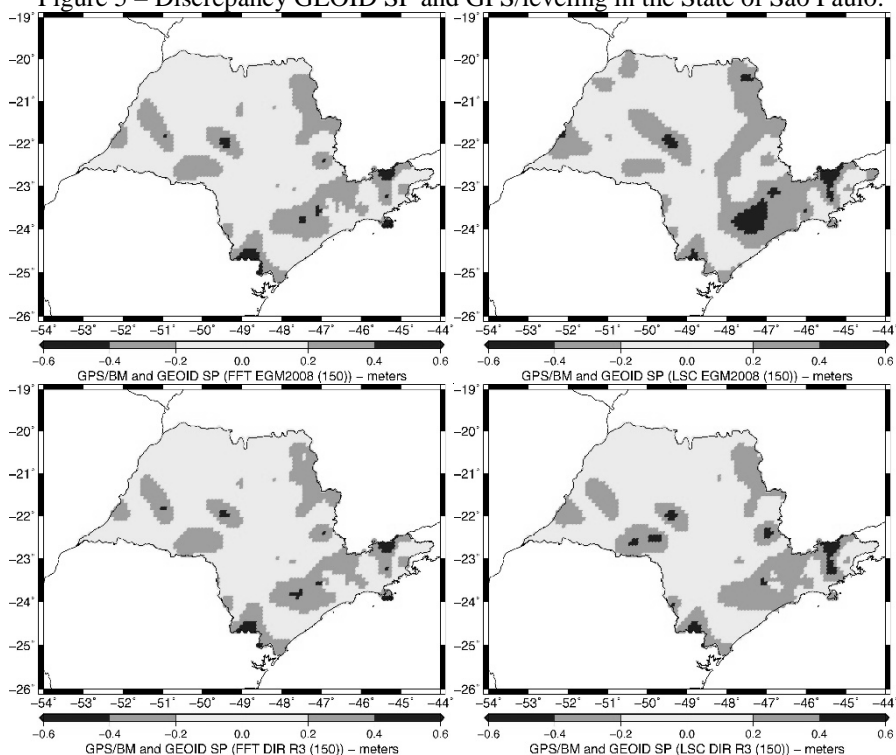 Figure – Discrepancy GEOID SP and GPS/leveling in the State of São Paulo.
−19˚
−20˚
−21˚
−22˚
−23˚
−24˚
−25˚
−26˚
−54˚ −53˚ −52˚ −51˚ −50˚ −49˚ −48˚ −47˚ −46˚ −45˚ −44˚
−0.6 −0.4 −0.2 0.0 0.2 0.4 0.6
GPS/BM and GEOID SP (FFT EGM2008 (150)) − meters
−19˚
−20˚
−21˚
−22˚
−23˚
−24˚
−25˚
−26˚
−54˚ −53˚ −52˚ −51˚ −50˚ −49˚ −48˚ −47˚ −46˚ −45˚ −44˚
−0.6 −0.4 −0.2 0.0 0.2 0.4 0.6
GPS/BM and GEOID SP (LSC EGM2008 (150)) − meters
−19˚
−20˚
−21˚
−22˚
−23˚
−24˚
−25˚
−26˚
−54˚ −53˚ −52˚ −51˚ −50˚ −49˚ −48˚ −47˚ −46˚ −45˚ −44˚
−0.6 −0.4 −0.2 0.0 0.2 0.4 0.6
GPS/BM and GEOID SP (FFT DIR R3 (150)) − meters
−19˚
−20˚
−21˚
−22˚
−23˚
−24˚
−25˚
−26˚
−54˚ −53˚ −52˚ −51˚ −50˚ −49˚ −48˚ −47˚ −46˚ −45˚ −44˚
−0.6 −0.4 −0.2 0.0 0.2 0.4 0.6
GPS/BM and GEOID SP (LSC DIR R3 (150)) − meters